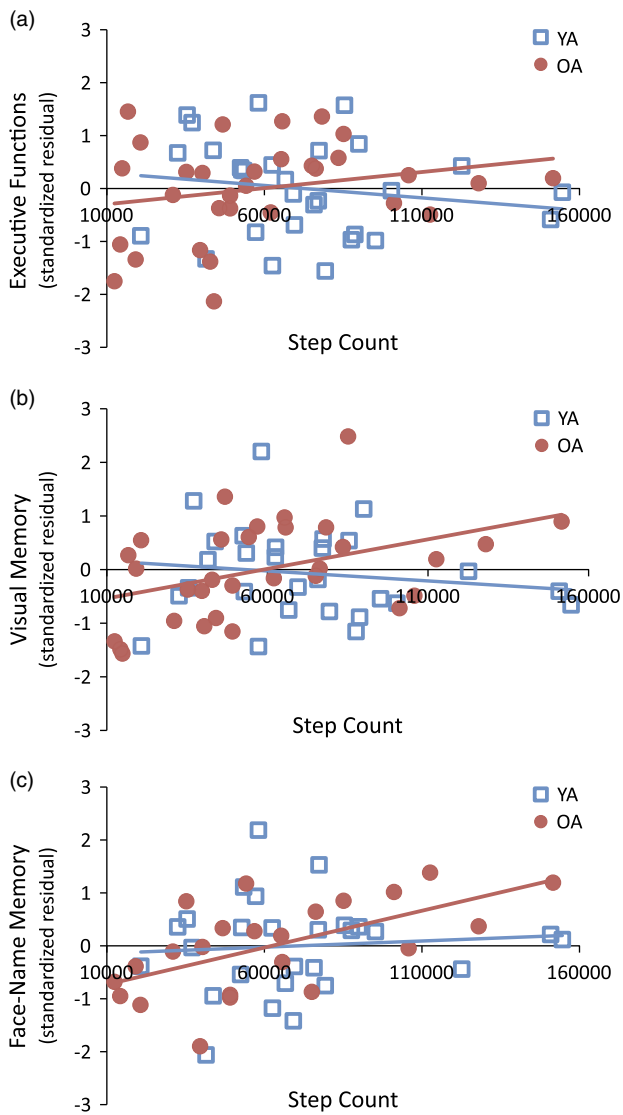 (a)
3
2
1
0
-1
-2
-3
Executive Functions
(standardized residual)
YA
OA
10000 60000 110000 160000
Step Count
(b)
3
2
1
0
-1
-2
-3
Visual Memory
(standardized residual)
YA
OA
10000 60000 110000 160000
Step Count
(c)
3
2
1
0
-1
-2
-3
Face-Name Memory
(standardized residual)
YA
OA
10000 60000 110000 160000
Step Count